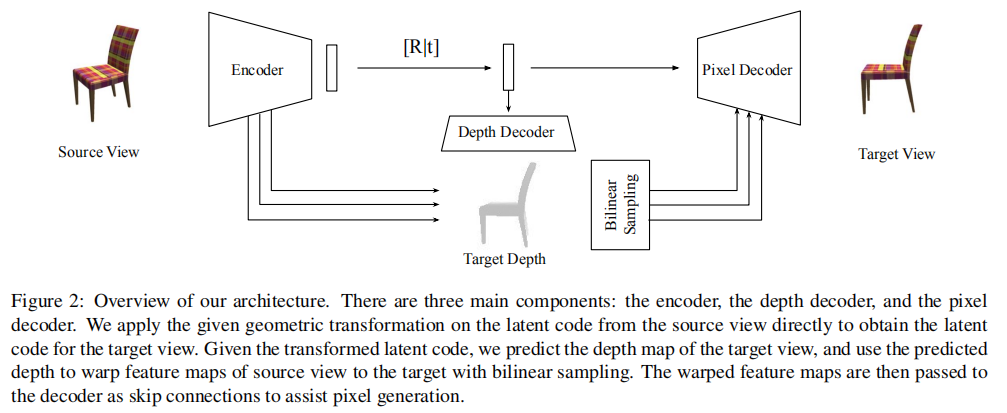 Source View
Encoder
[R|t]
Depth Decoder
Target Depth
Bilinear
Sampling
Pixel Decoder
Target View
Figure 2: Overview of our architecture. There are three main components: the encoder, the depth decoder, and the pixel
decoder. We apply the given geometric transformation on the latent code from the source view directly to obtain the latent
code for the target view. Given the transformed latent code, we predict the depth map of the target view, and use the predicted
depth to warp feature maps of source view to the target with bilinear sampling. The warped feature maps are then passed to
the decoder as skip connections to assist pixel generation.